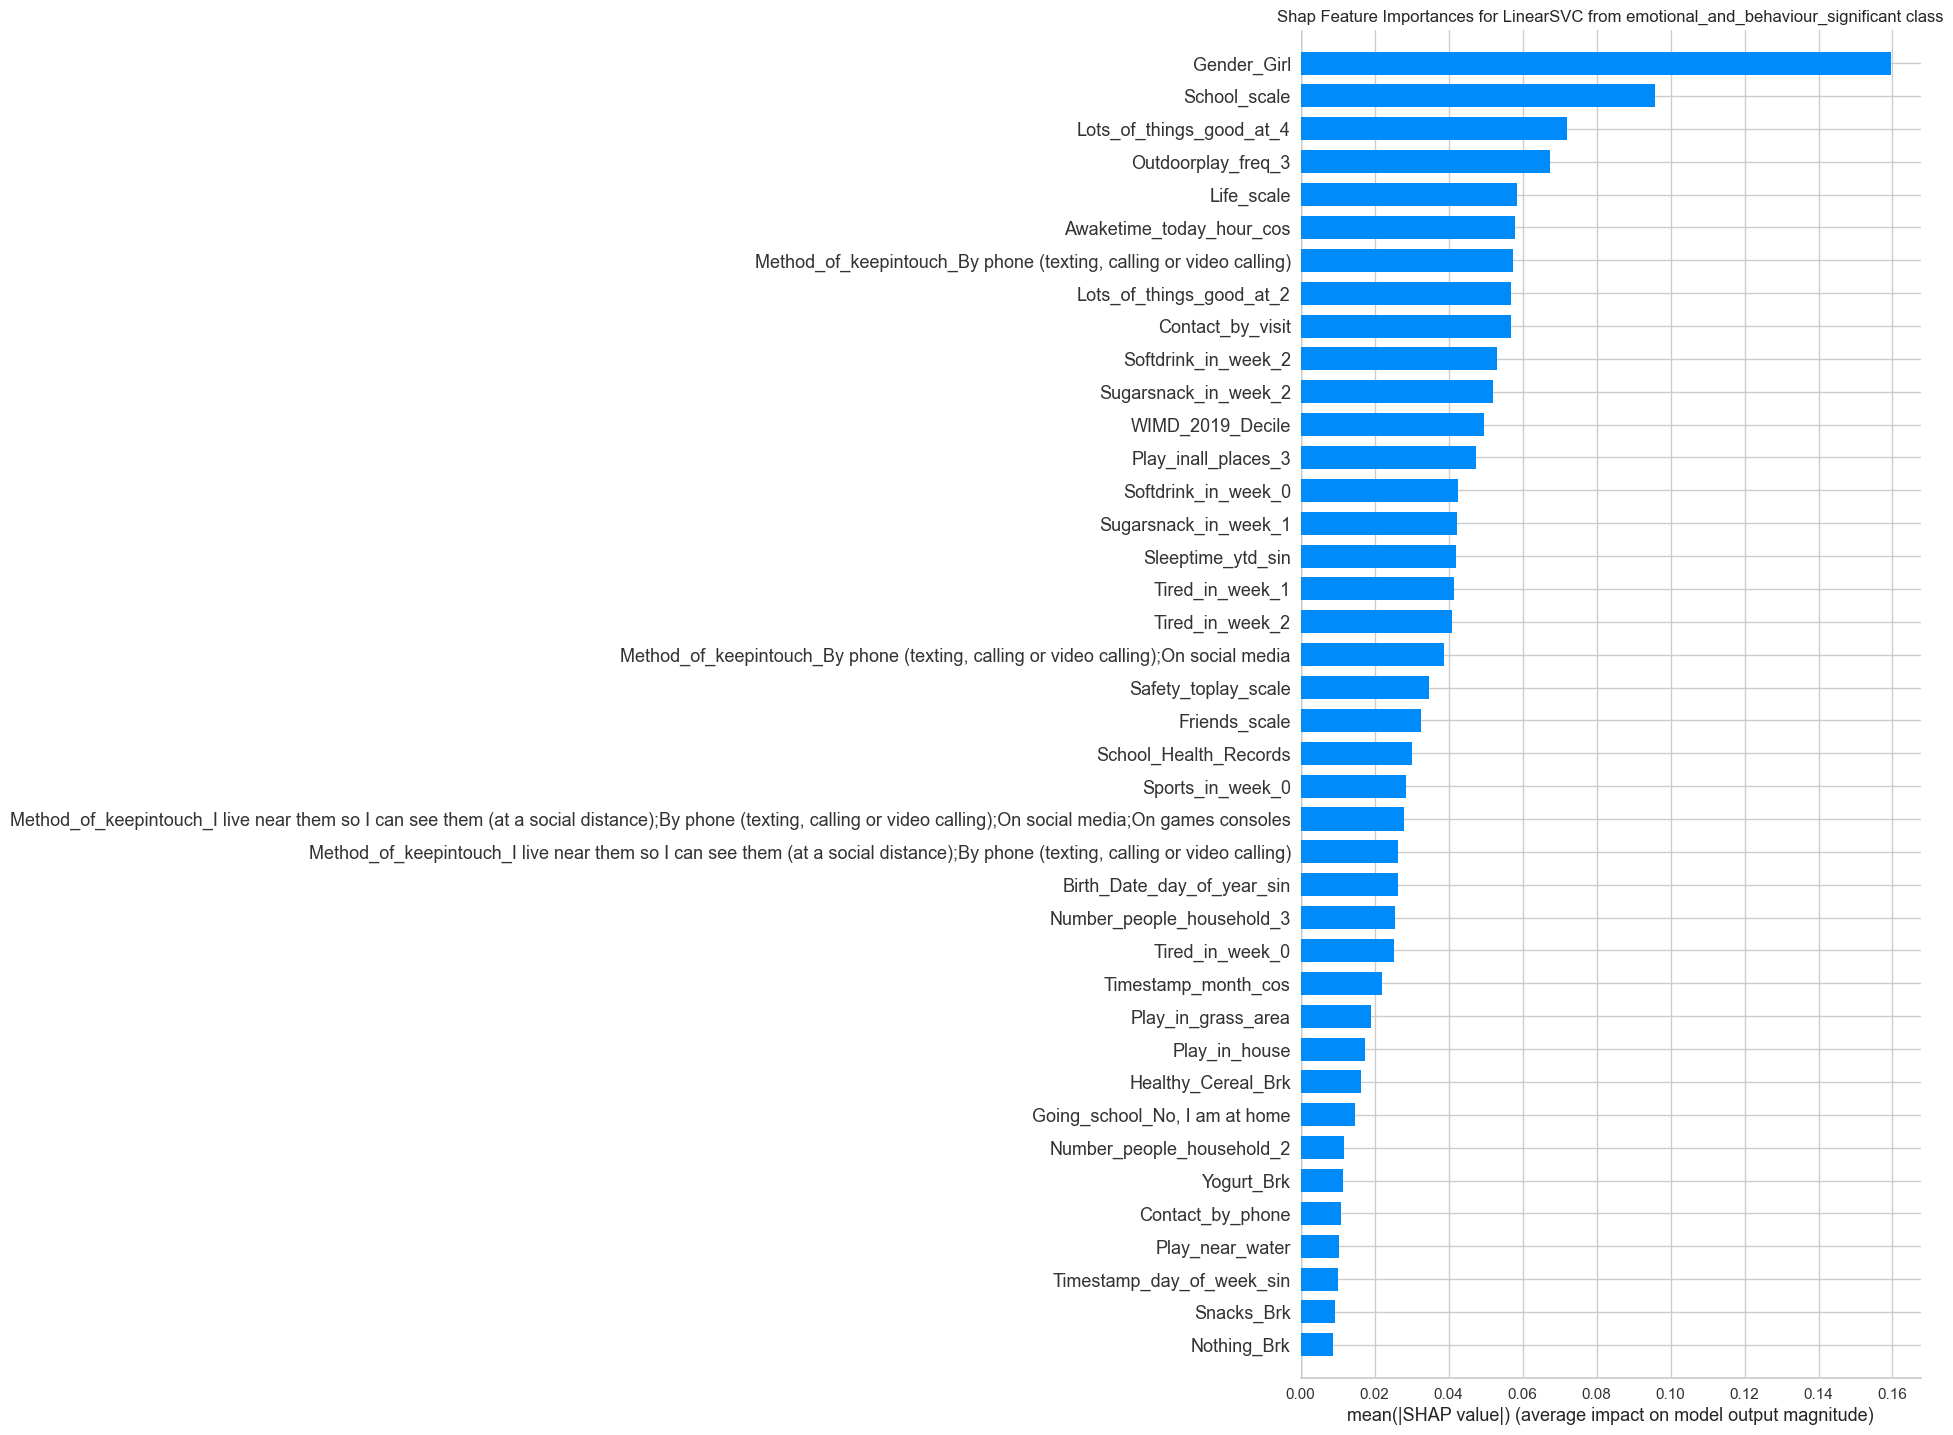 Shap Feature Importances for LinearSVC from emotional_and_behaviour_significant class
Gender_Girl
School_scale
Lots_of_things_good_at_4
Outdoorplay_freq_3
Life_scale
Awaketime_today_hour_cos
Method_of_keepintouch_By phone (texting, calling or video calling)
Lots_of_things_good_at_2
Contact_by_visit
Softdrink_in_week_2
Sugarsnack_in_week_2
WIMD_2019_Decile
Play_inall_places_3
Softdrink_in_week_0
Sugarsnack_in_week_1
Sleeptime_ytd_sin
Tired_in_week_1
Tired_in_week_2
Method_of_keepintouch_By phone (texting, calling or video calling);On social media
Safety_toplay_scale
Friends_scale
School_Health_Records
Sports_in_week_0
Method_of_keepintouch_I live near them so I can see them (at a social distance);By phone (texting, calling or video calling);On social media;On games consoles
Method_of_keepintouch_I live near them so I can see them (at a social distance);By phone (texting, calling or video calling)
Birth_Date_day_of_year_sin
Number_people_household_3
Tired_in_week_0
Timestamp_month_cos
Play_in_grass_area
Play_in_house
Healthy_Cereal_Brk
Going_school_No, I am at home
Number_people_household_2
Yogurt_Brk
Contact_by_phone
Play_near_water
Timestamp_day_of_week_sin
Snacks_Brk
Nothing_Brk
0.00 0.02 0.04 0.06 0.08 0.10 0.12 0.14 0.16
mean(|SHAP value|) (average impact on model output magnitude)